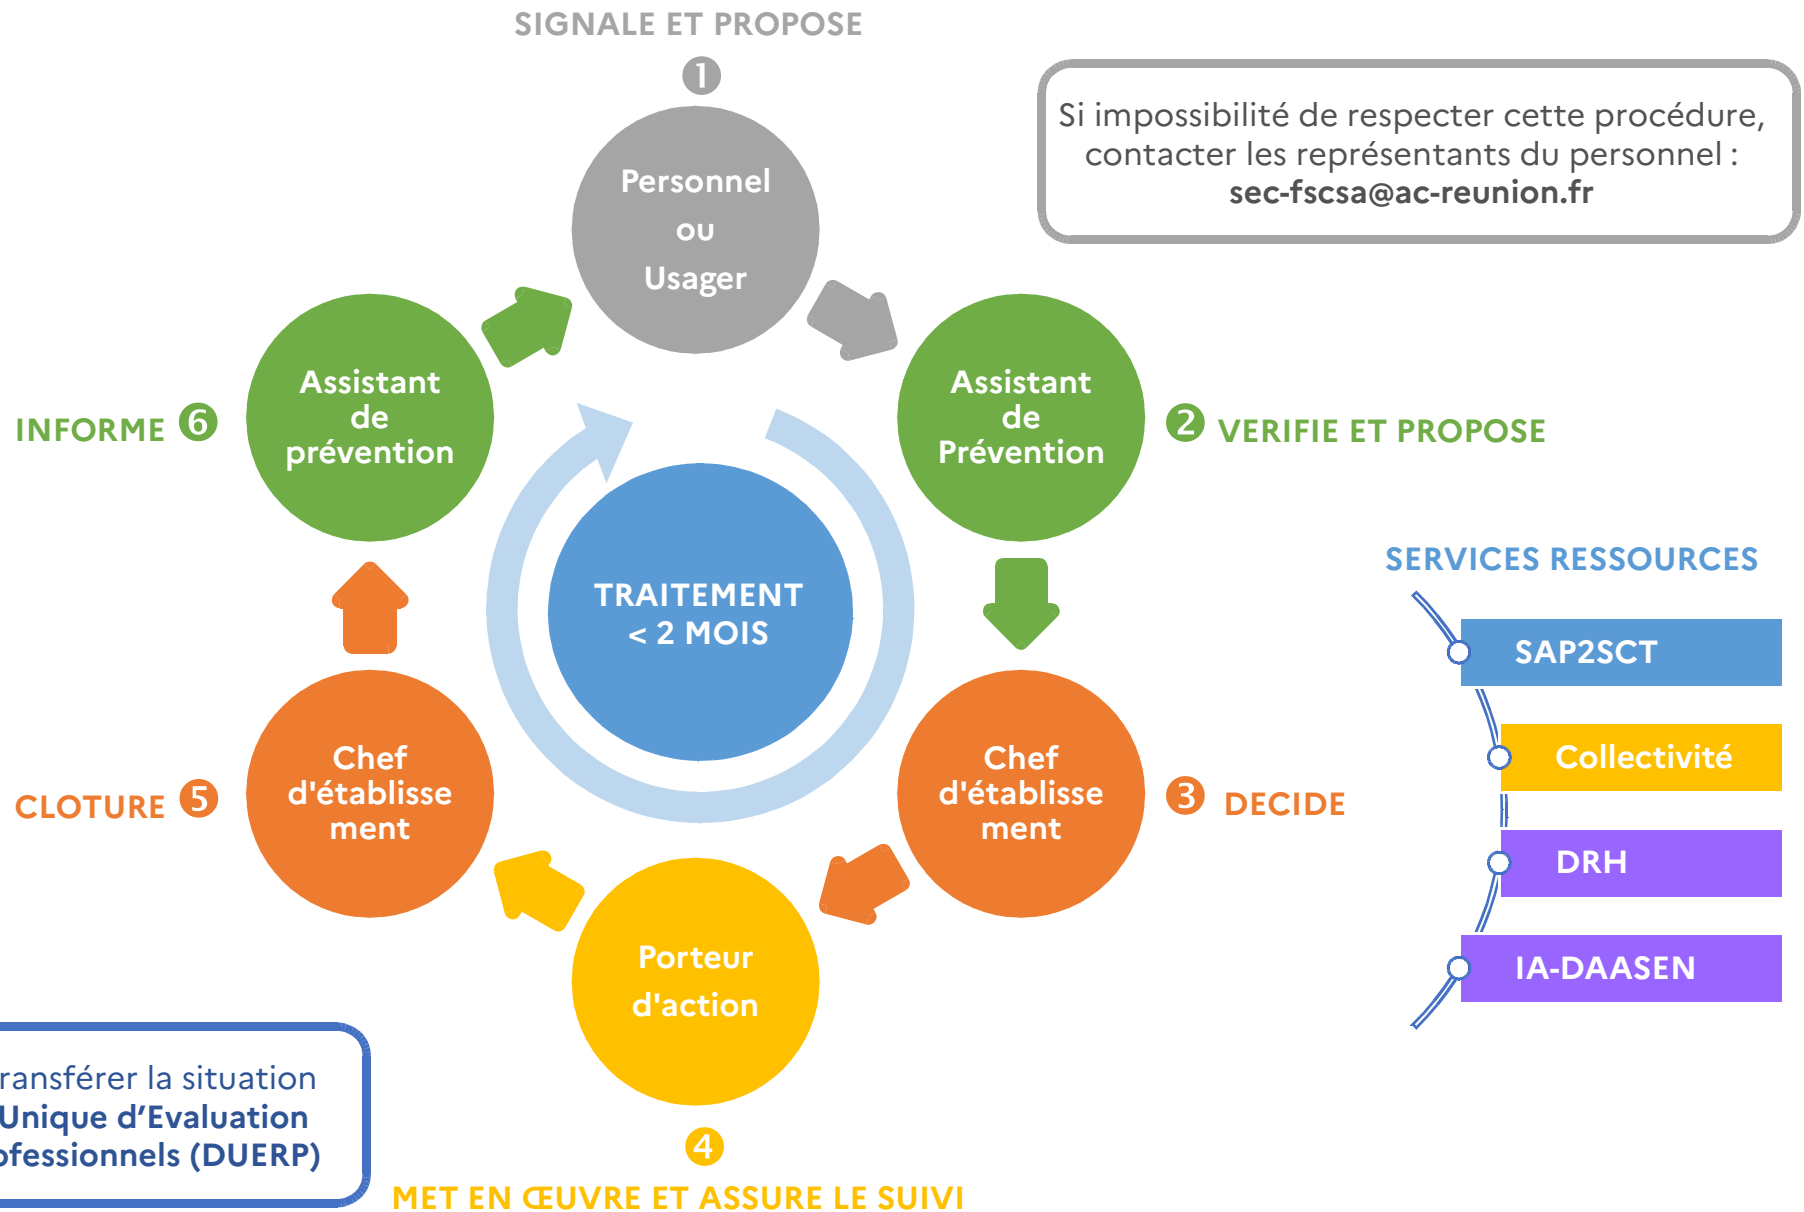 SIGNALE ET PROPOSE
1
Personnel
ou
Usager
Si impossibilité de respecter cette procédure,
contacter les représentants du personnel :
sec-fscsa@ac-reunion.fr
Assistant
de
Prévention
2 VERIFIE ET PROPOSE
Chef
d'établisse
ment
3 DECIDE
Porteur
d'action
4
MET EN ŒUVRE ET ASSURE LE SUIVI
Chef
d'établisse
ment
CLOTURE 5
Assistant
de
prévention
INFORME 6
TRAITEMENT
< 2 MOIS
SERVICES RESSOURCES
SAP2SCT
Collectivité
DRH
IA-DAASEN
la situation
Unique d’Evaluation
(DUERP)